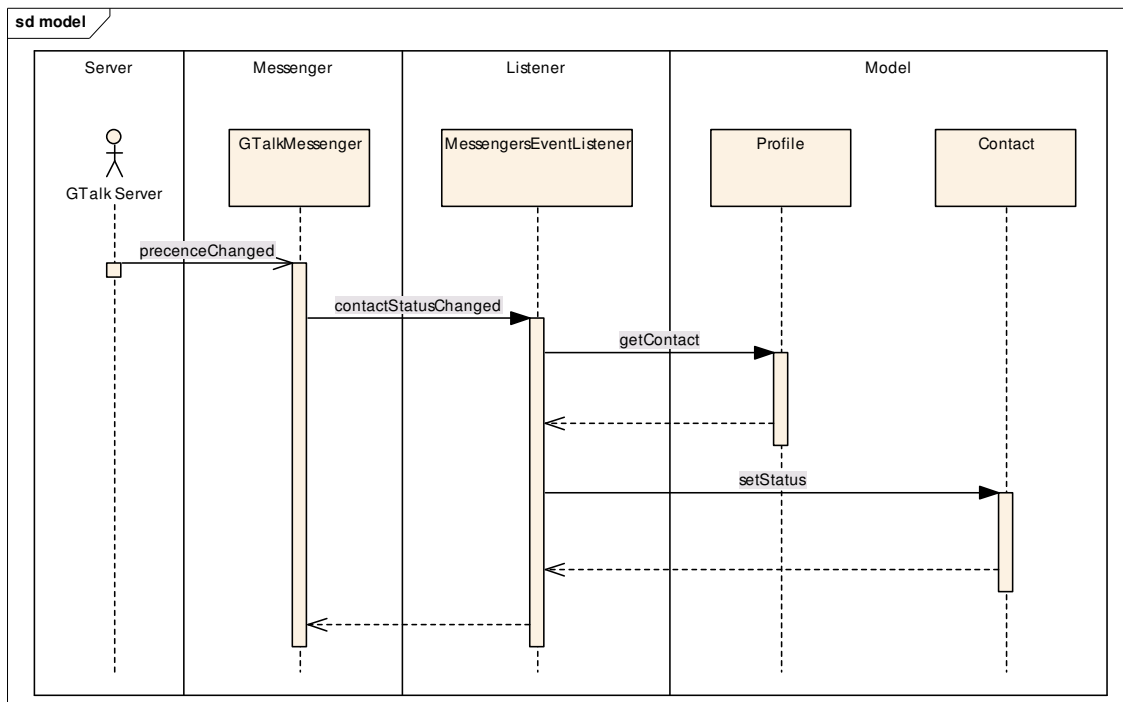 sd model
Server
Messenger
Listener
Model
GTalk Server
GTalkMessenger
MessengersEventListener
Profile
Contact
precenceChanged
contactStatusChanged
getContact
setStatus